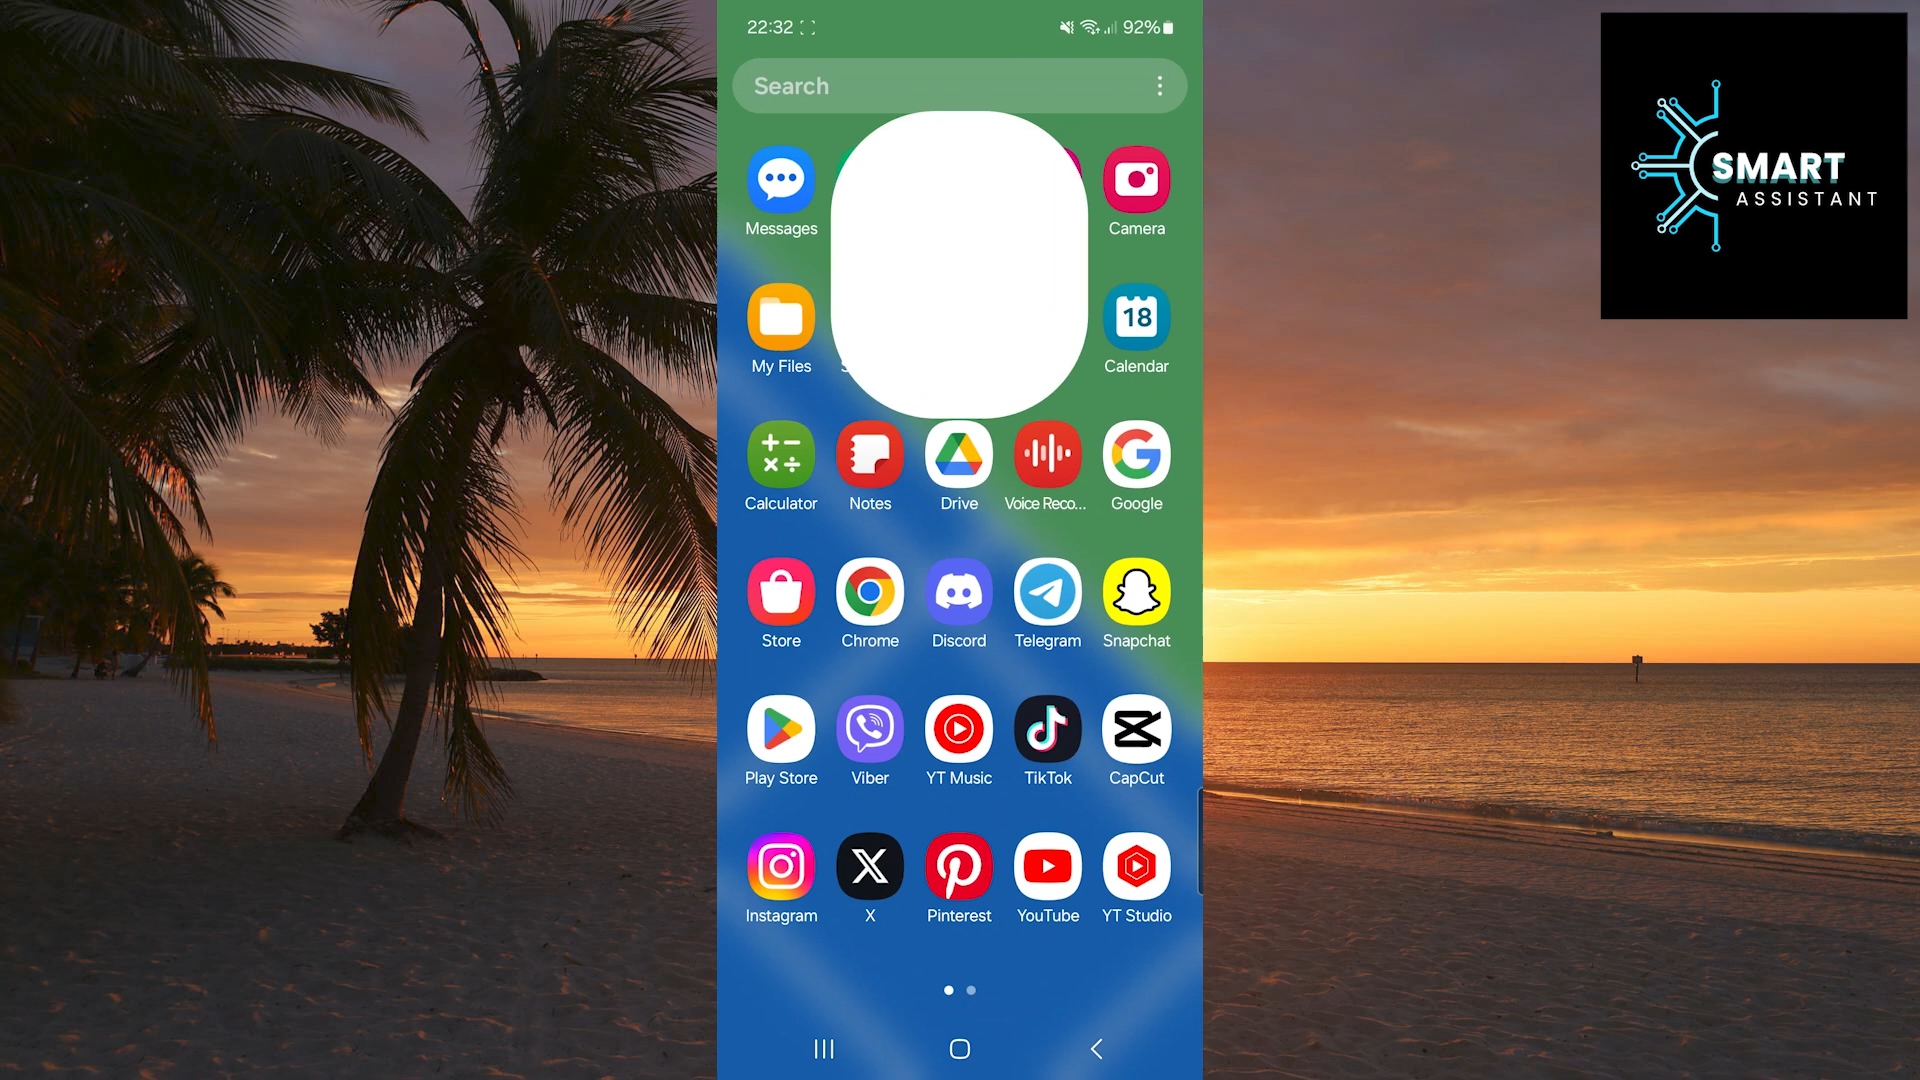 22:32
92%
Search
Messages
Camera
My Files
18
Calendar
Calculator
Notes
Drive
Voice Reco...
Google
Store
Chrome
Discord
Telegram
Snapchat
Play Store
Viber
YT Music
TikTok
CapCut
Instagram
X
Pinterest
YouTube
YT Studio
SMART
ASSISTANT